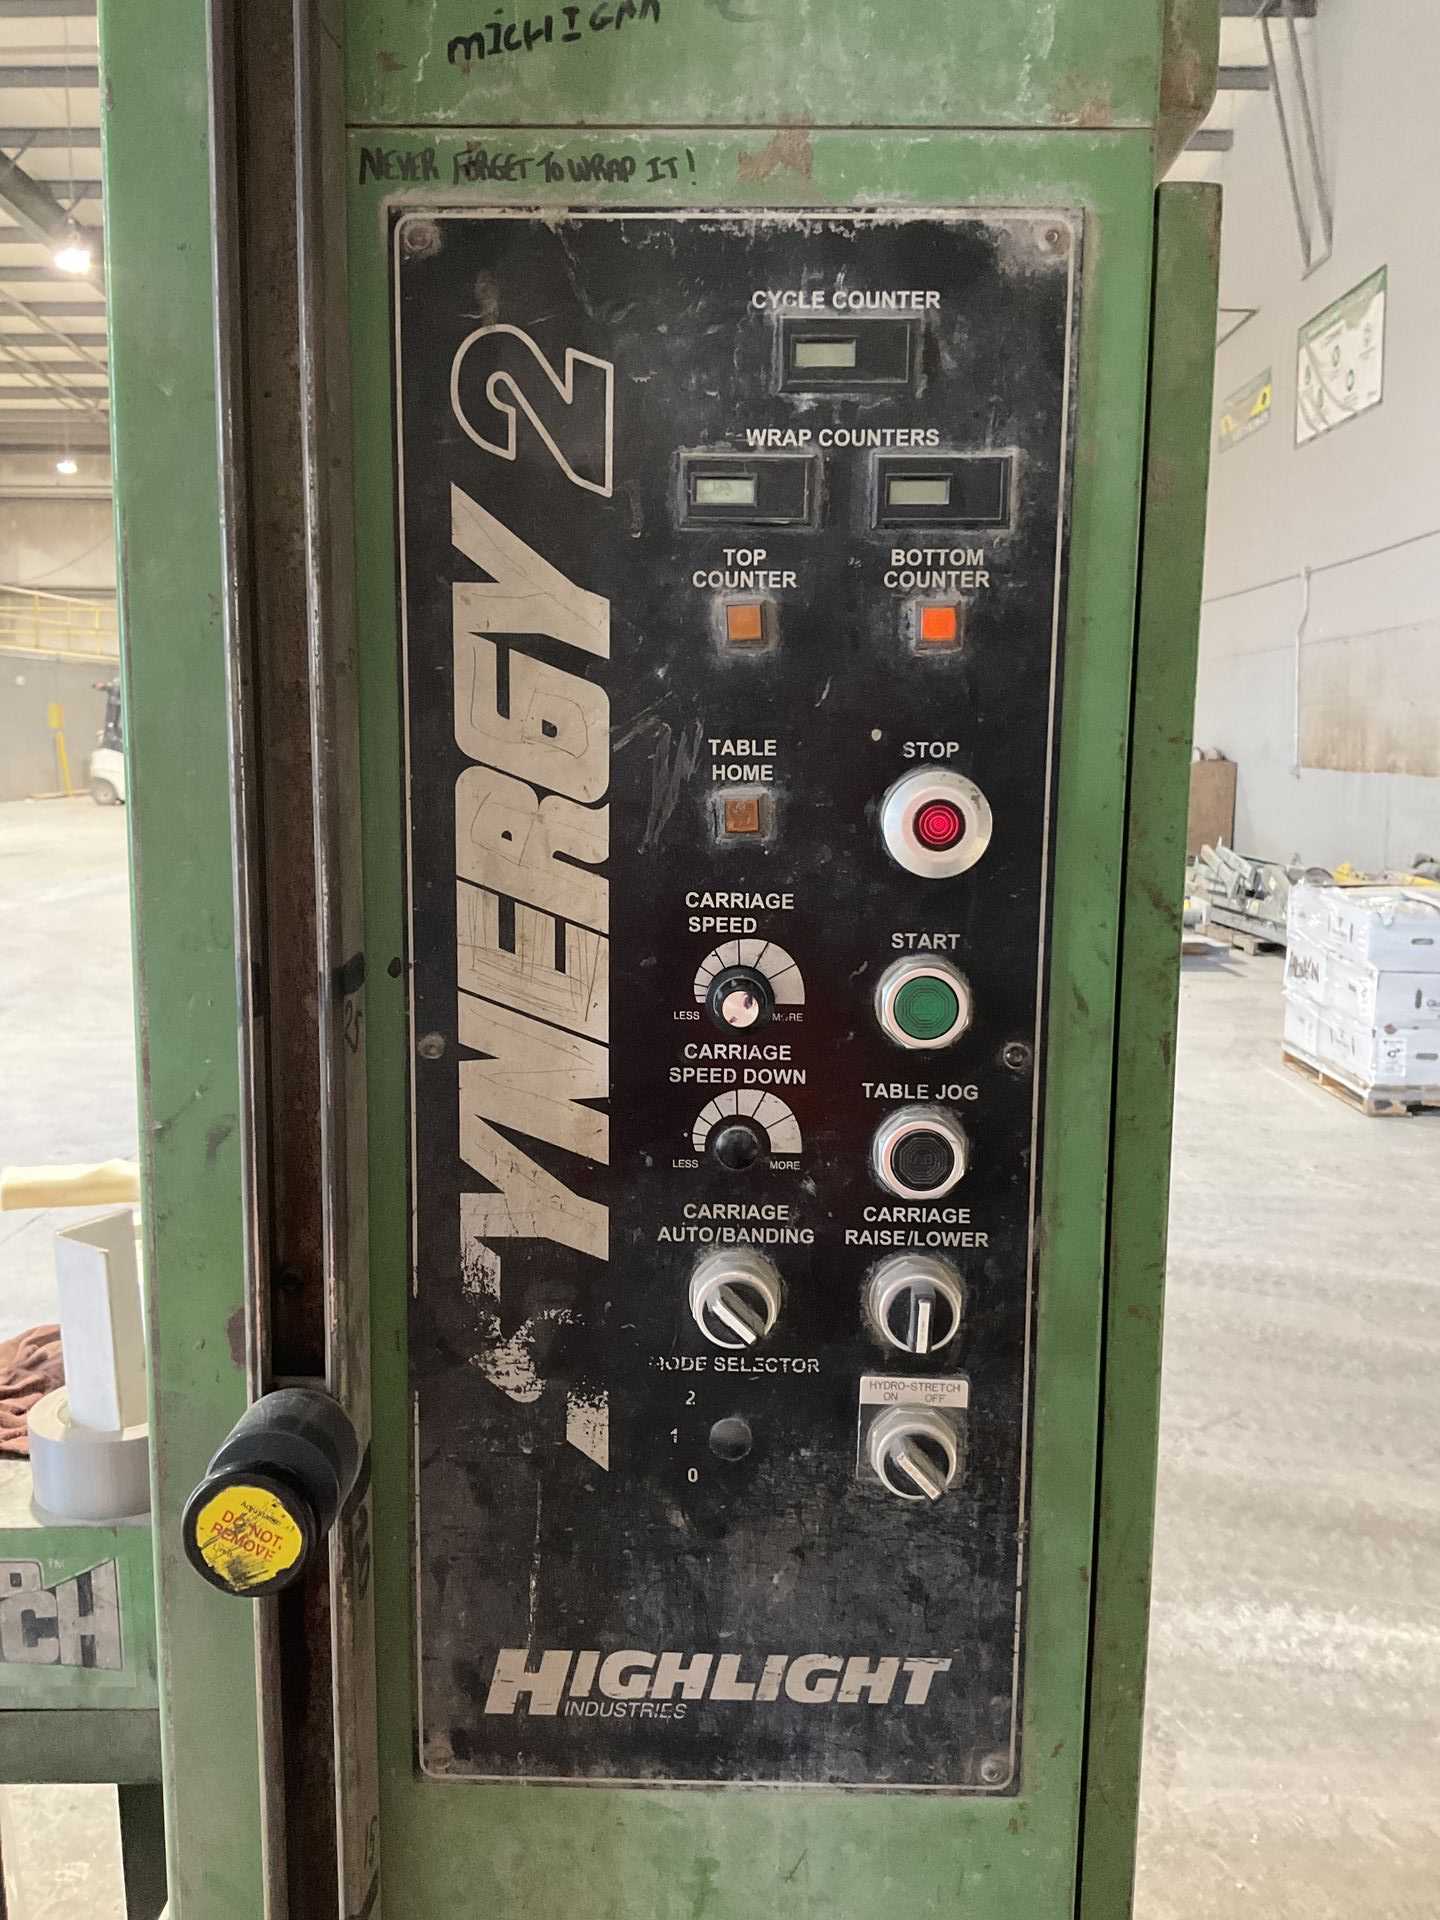 MICHIGAN
NEVER FORGET TO WRAP IT!
SYNERGY 2
CYCLE COUNTER
WRAP COUNTERS
TOP
COUNTER
BOTTOM
COUNTER
TABLE
HOME
STOP
CARRIAGE
SPEED
LESS
MORE
START
CARRIAGE
SPEED DOWN
LESS
MORE
TABLE JOG
CARRIAGE
AUTO/BANDING
CARRIAGE
RAISE/LOWER
MODE SELECTOR
2
1
0
HYDRO-STRETCH
ON OFF
DO NOT
REMOVE
HIGHLIGHT
INDUSTRIES
25
15